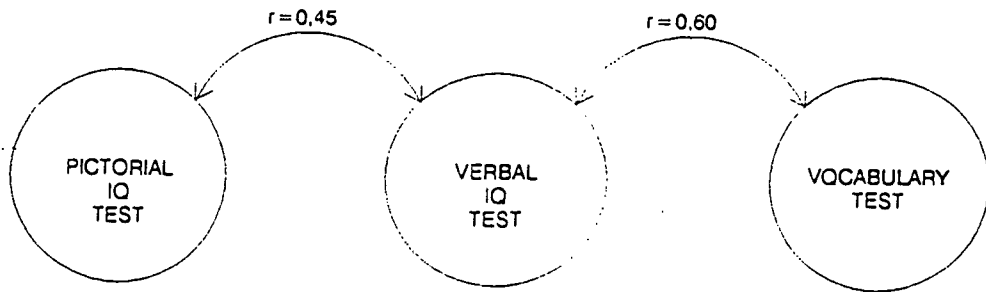 r = 0,45
r = 0,60
PICTORIAL
IQ
TEST
VERBAL
IQ
TEST
VOCABULARY
TEST